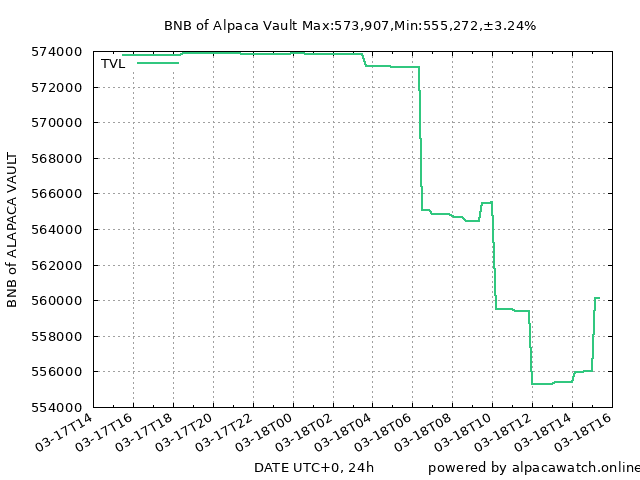 BNB of Alpaca Vault Max:573,907,Min:555,272,±3.24%
574000
TVL
572000
570000
568000
566000
564000
562000
560000
558000
556000
554000
BNB of ALAPACA VAULT
03-17T14
03-17T16
03-17T18
03-17T20
03-17T22
03-18T00
03-18T02
03-18T04
03-18T06
03-18T08
03-18T10
03-18T12
03-18T14
03-18T16
DATE UTC+0, 24h
powered by alpacawatch.online